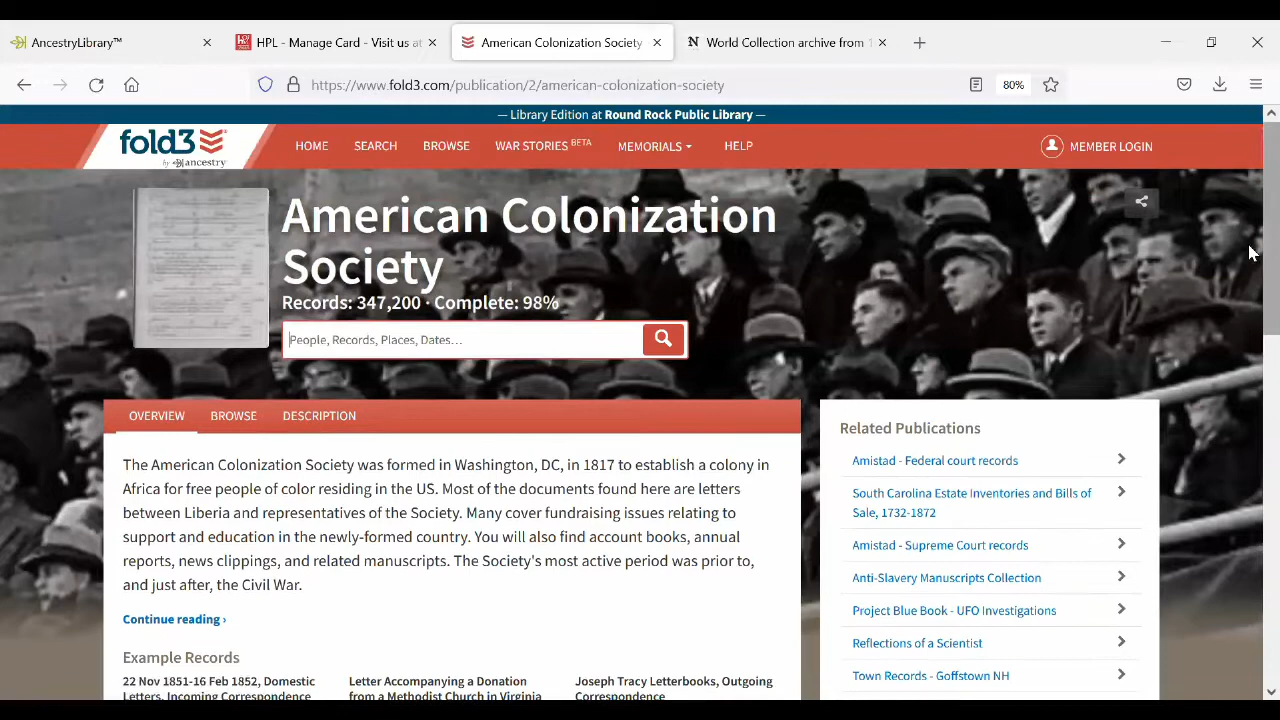 AncestryLibrary™
HPL - Manage Card - Visit us at
American Colonization Society
World Collection archive from 1
https://www.fold3.com/publication/2/american-colonization-society
80%
— Library Edition at Round Rock Public Library —
fold3
by ancestry
HOME
SEARCH
BROWSE
WAR STORIES BETA
MEMORIALS
HELP
MEMBER LOGIN
American Colonization
Society
Records: 347,200 · Complete: 98%
People, Records, Places, Dates...
OVERVIEW
BROWSE
DESCRIPTION
The American Colonization Society was formed in Washington, DC, in 1817 to establish a colony in
Africa for free people of color residing in the US. Most of the documents found here are letters
between Liberia and representatives of the Society. Many cover fundraising issues relating to
support and education in the newly-formed country. You will also find account books, annual
reports, news clippings, and related manuscripts. The Society's most active period was prior to,
and just after, the Civil War.
Continue reading ›
Example Records
22 Nov 1851-16 Feb 1852, Domestic
Letters, Incoming Correspondence
Letter Accompanying a Donation
from a Methodist Church in Virginia
Joseph Tracy Letterbooks, Outgoing
Correspondence
Related Publications
Amistad - Federal court records
South Carolina Estate Inventories and Bills of
Sale, 1732-1872
Amistad - Supreme Court records
Anti-Slavery Manuscripts Collection
Project Blue Book - UFO Investigations
Reflections of a Scientist
Town Records - Goffstown NH